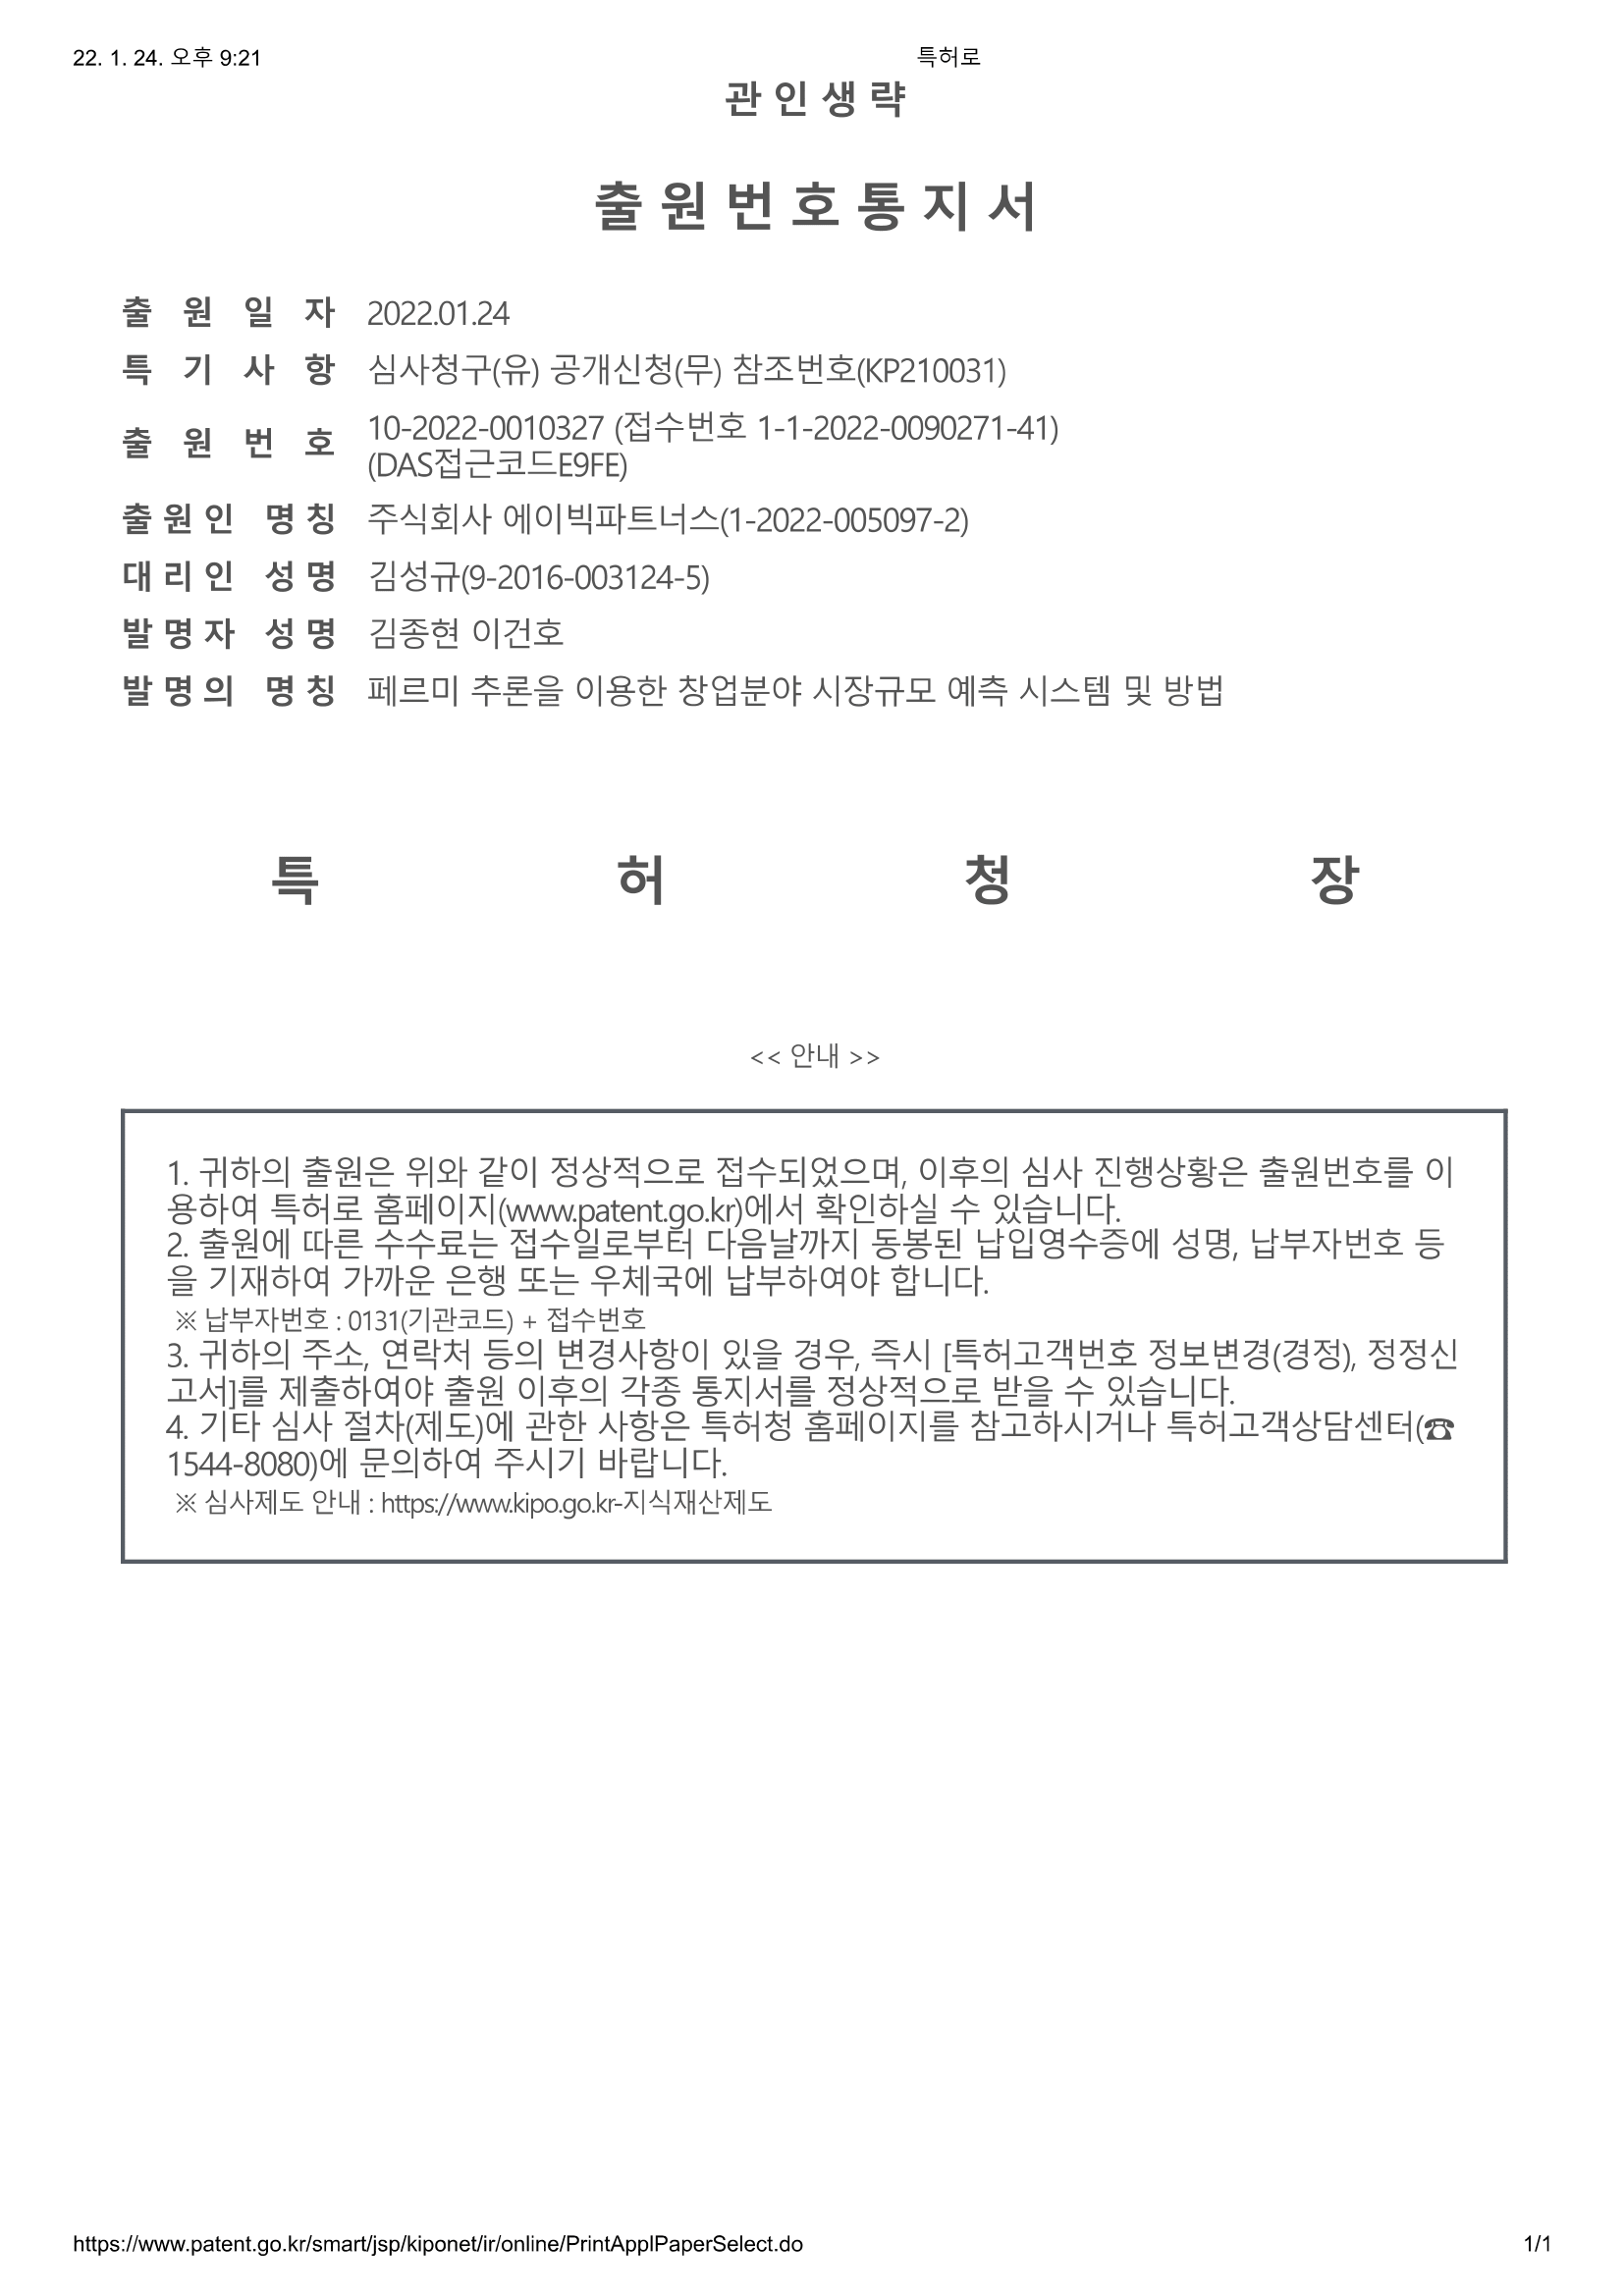 22. 1. 24. 오후 9:21 특허로
관 인 생 략
출 원 번 호 통 지 서
출 원 일 자 2022.01.24
특 기 사 항 심사청구(유) 공개신청(무) 참조번호(KP210031)
출 원 번 호 10-2022-0010327 (접수번호 1-1-2022-0090271-41)
(DAS접근코드E9FE)
출 원 인 명 칭 주식회사 에이빅파트너스(1-2022-005097-2)
대 리 인 성 명 김성규(9-2016-003124-5)
발 명 자 성 명 김종현 이건호
발 명 의 명 칭 페르미 추론을 이용한 창업분야 시장규모 예측 시스템 및 방법
특 허 청 장
<< 안내 >>
1. 귀하의 출원은 위와 같이 정상적으로 접수되었으며, 이후의 심사 진행상황은 출원번호를 이
용하여 특허로 홈페이지(www.patent.go.kr)에서 확인하실 수 있습니다.
2. 출원에 따른 수수료는 접수일로부터 다음날까지 동봉된 납입영수증에 성명, 납부자번호 등
을 기재하여 가까운 은행 또는 우체국에 납부하여야 합니다.
※ 납부자번호 : 0131(기관코드) + 접수번호
3. 귀하의 주소, 연락처 등의 변경사항이 있을 경우, 즉시 [특허고객번호 정보변경(경정), 정정신
고서]를 제출하여야 출원 이후의 각종 통지서를 정상적으로 받을 수 있습니다.
4. 기타 심사 절차(제도)에 관한 사항은 특허청 홈페이지를 참고하시거나 특허고객상담센터(☎
1544-8080)에 문의하여 주시기 바랍니다.
※ 심사제도 안내 : https://www.kipo.go.kr-지식재산제도
https://www.patent.go.kr/smart/jsp/kiponet/ir/online/PrintApplPaperSelect.do 1/1